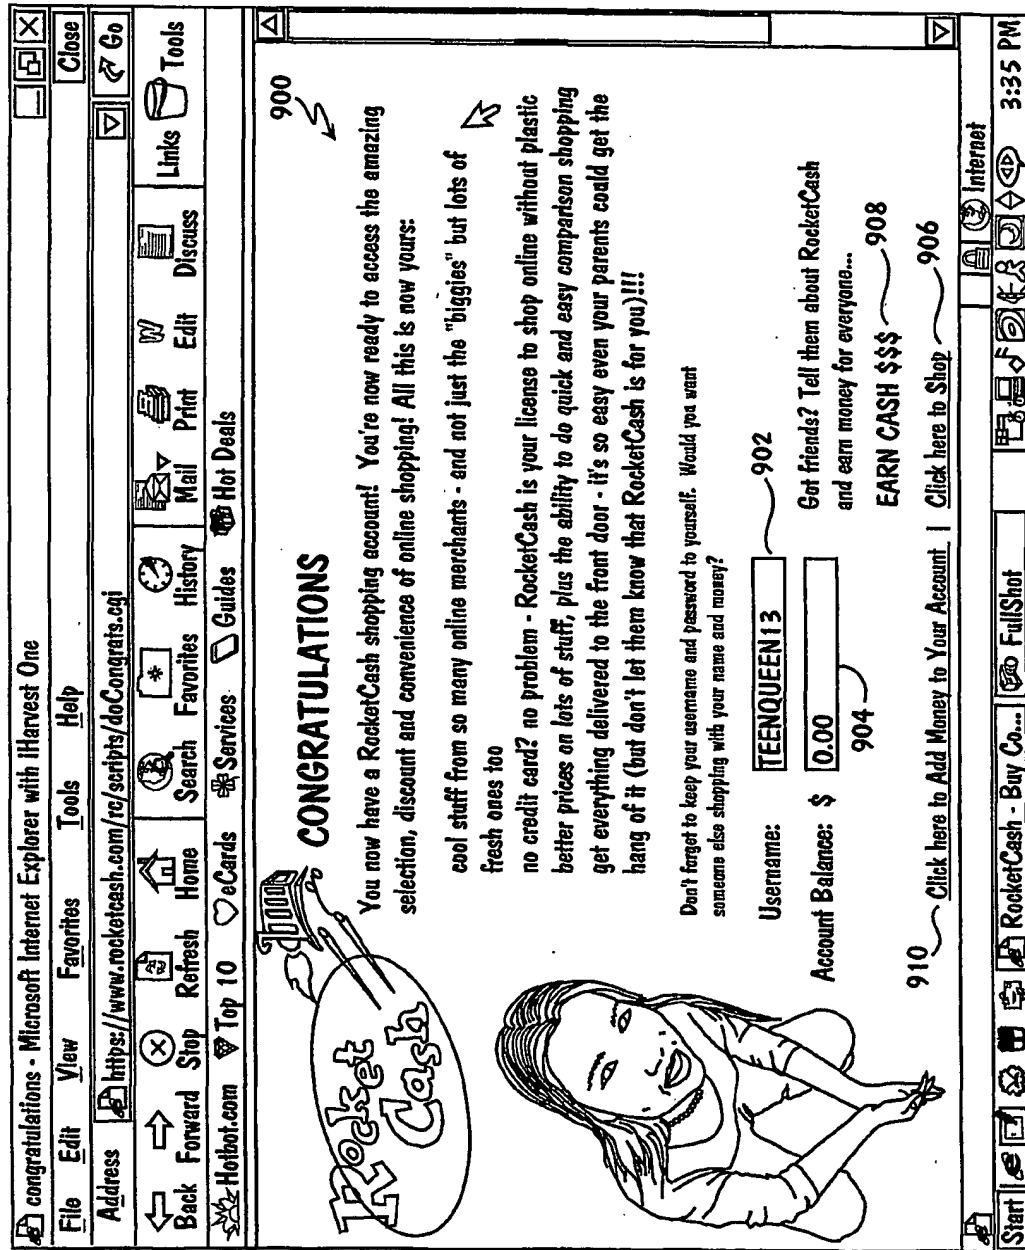 congratulations - Microsoft Internet Explorer with iHarvest One
File Edit View Favorites Tools Help Close
Address https://www.rocketcash.com/rc/scripts/doCongrats.cgi Go
Back Forward Stop Refresh Home Search Favorites History Mail Print Edit Discuss Links Tools
Hotbot.com Top 10 eCards Services Guides Hot Deals
900
Rocket Cash
CONGRATULATIONS
You now have a RocketCash shopping account! You're now ready to access the amazing
selection, discount and convenience of online shopping! All this is now yours:
cool stuff from so many online merchants - and not just the "biggies" but lots of
fresh ones too
no credit card? no problem - RocketCash is your license to shop online without plastic
better prices on lots of stuff, plus the ability to do quick and easy comparison shopping
get everything delivered to the front door - it's so easy even your parents could get the
hang of it (but don't let them know that RocketCash is for you)!!!
Don't forget to keep your username and password to yourself. Would you want
someone else shopping with your name and money?
Username: TEENQUEEN13 902
Account Balance: $ 0.00
904
Got friends? Tell them about RocketCash
and earn money for everyone...
EARN CASH $$$ 908
910 Click here to Add Money to Your Account | Click here to Shop 906
Internet
Start RocketCash - Buy Co... FullShot 3:35 PM